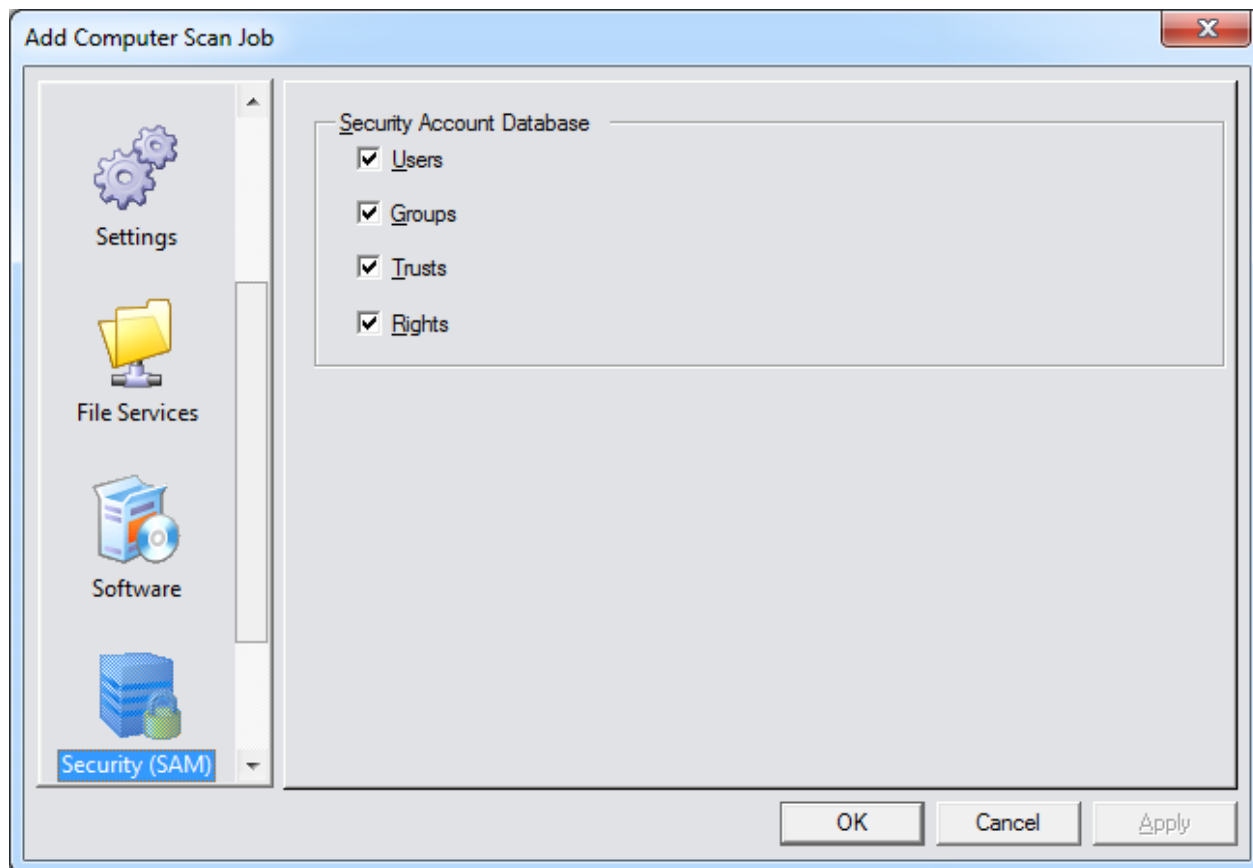 Add Computer Scan Job
Settings
File Services
Software
Security (SAM)
Security Account Database
Users
Groups
Trusts
Rights
OK
Cancel
Apply